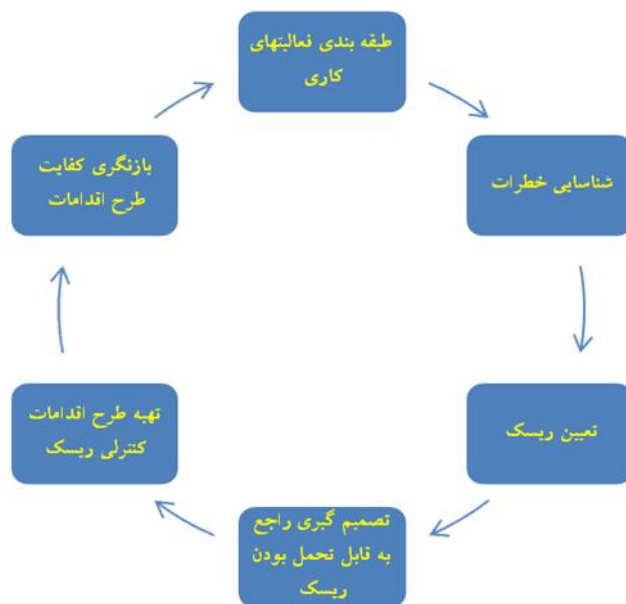 طبقه بندی فعالیتهای
کاری
شناسایی خطرات
تعیین ریسک
تصمیم گیری راجع
به قابل تحمل بودن
ریسک
تهیه طرح اقدامات
کنترلی ریسک
بازنگری کفایت
طرح اقدامات